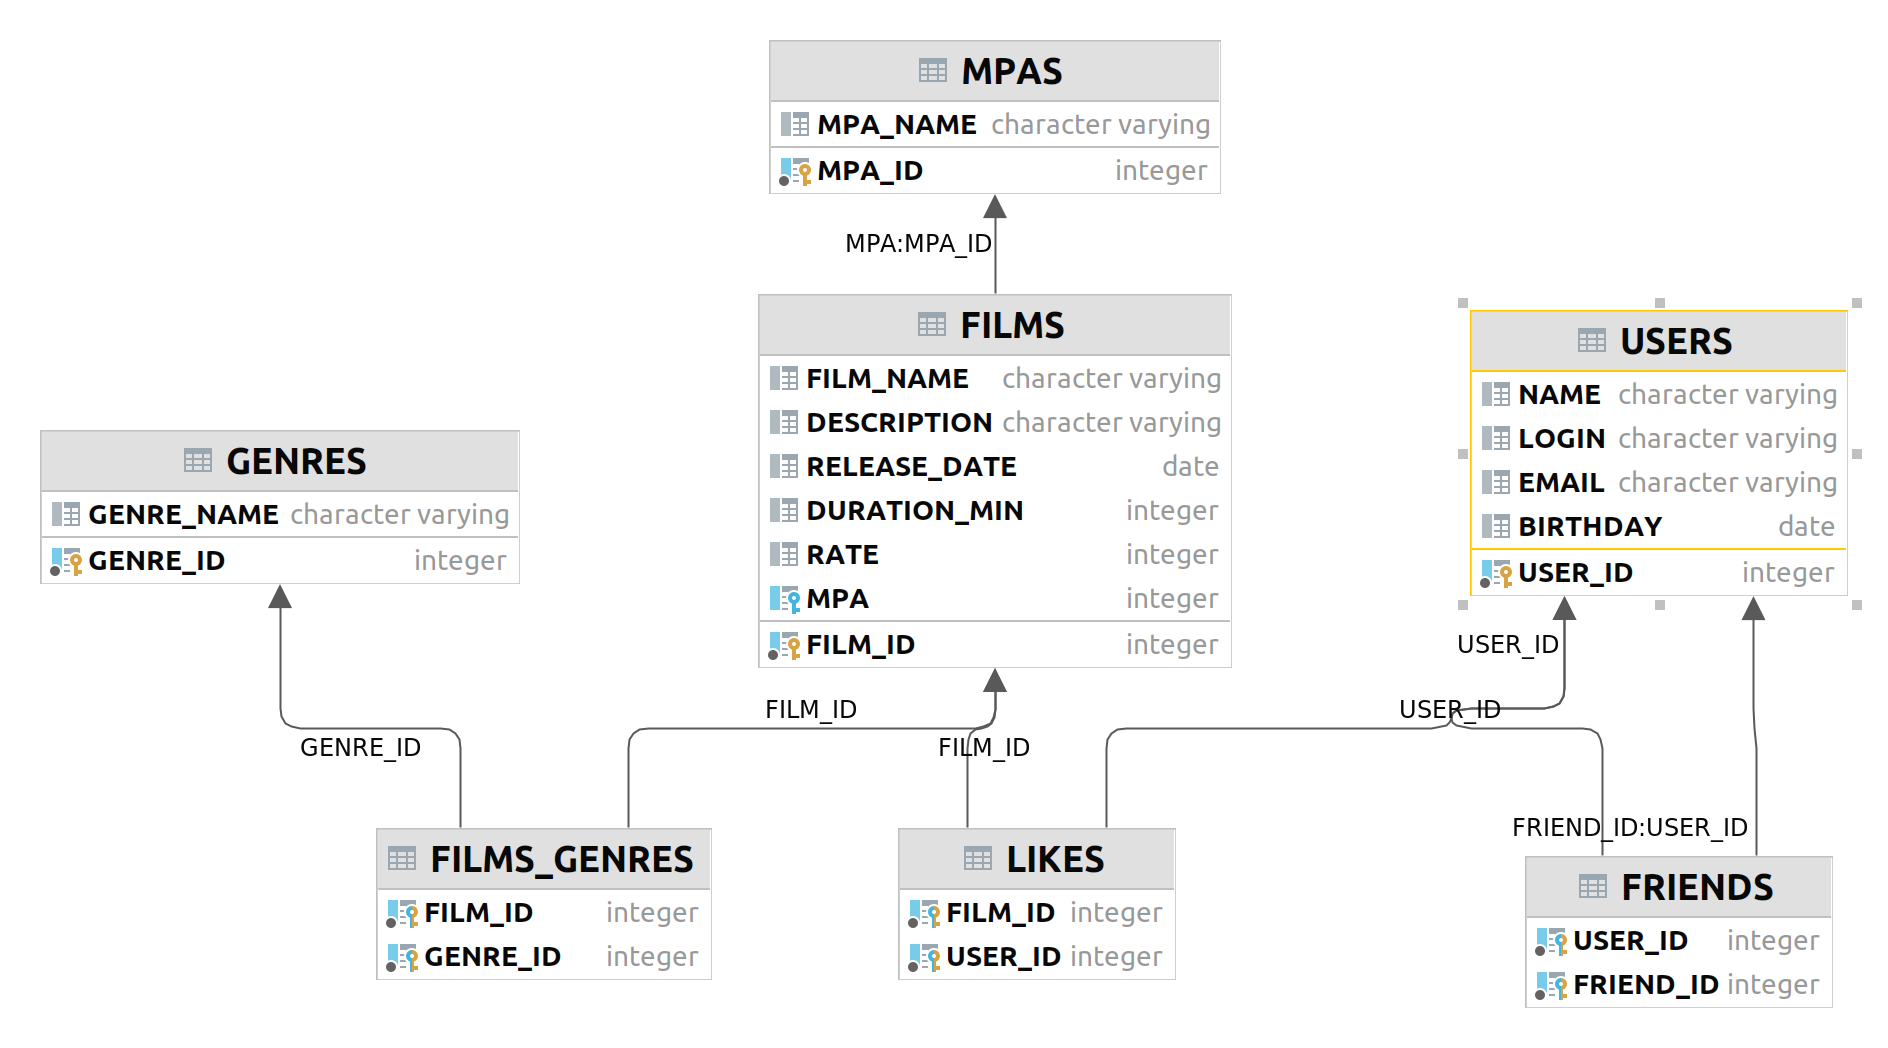 MPAS
MPA_NAME character varying
MPA_ID integer
MPA:MPA_ID
FILMS
FILM_NAME character varying
DESCRIPTION character varying
RELEASE_DATE date
DURATION_MIN integer
RATE integer
MPA integer
FILM_ID integer
USERS
NAME character varying
LOGIN character varying
EMAIL character varying
BIRTHDAY date
USER_ID integer
GENRES
GENRE_NAME character varying
GENRE_ID integer
USER_ID
FILM_ID
USER_ID
GENRE_ID
FILM_ID
FRIEND_ID:USER_ID
FILMS_GENRES
FILM_ID integer
GENRE_ID integer
LIKES
FILM_ID integer
USER_ID integer
FRIENDS
USER_ID integer
FRIEND_ID integer